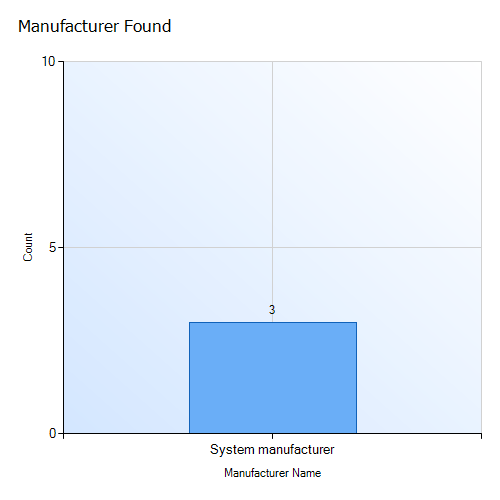 Manufacturer Found
10
Count
5
3
0
System manufacturer
Manufacturer Name